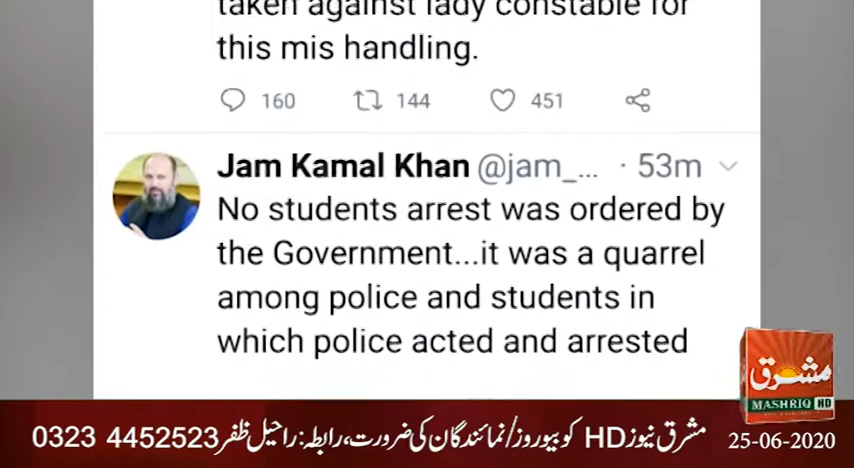 taken against lady constable for
this mis handling.
160 144 451
Jam Kamal Khan @jam_... · 53m
No students arrest was ordered by
the Government...it was a quarrel
among police and students in
which police acted and arrested
مشرق
MASHRIQ HD
مشرق نیوز HD کو بیوروز/نمائندگان کی ضرورت، رابطہ: راحیل ظفر 0323 4452523
25-06-2020